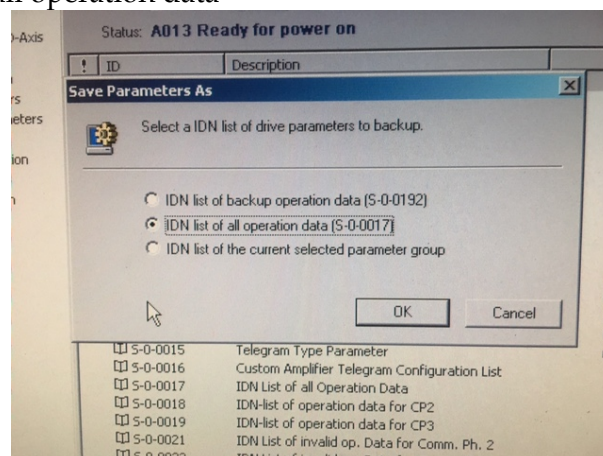 operation data
-Axis
Status: A013 Ready for power on
! ID Description
Save Parameters As
Select a IDN list of drive parameters to backup.
IDN list of backup operation data (S-0-0192)
IDN list of all operation data (S-0-0017)
IDN list of the current selected parameter group
OK Cancel
S-0-0015 Telegram Type Parameter
S-0-0016 Custom Amplifier Telegram Configuration List
S-0-0017 IDN List of all Operation Data
S-0-0018 IDN-list of operation data for CP2
S-0-0019 IDN-list of operation data for CP3
S-0-0021 IDN List of invalid op. Data for Comm. Ph. 2